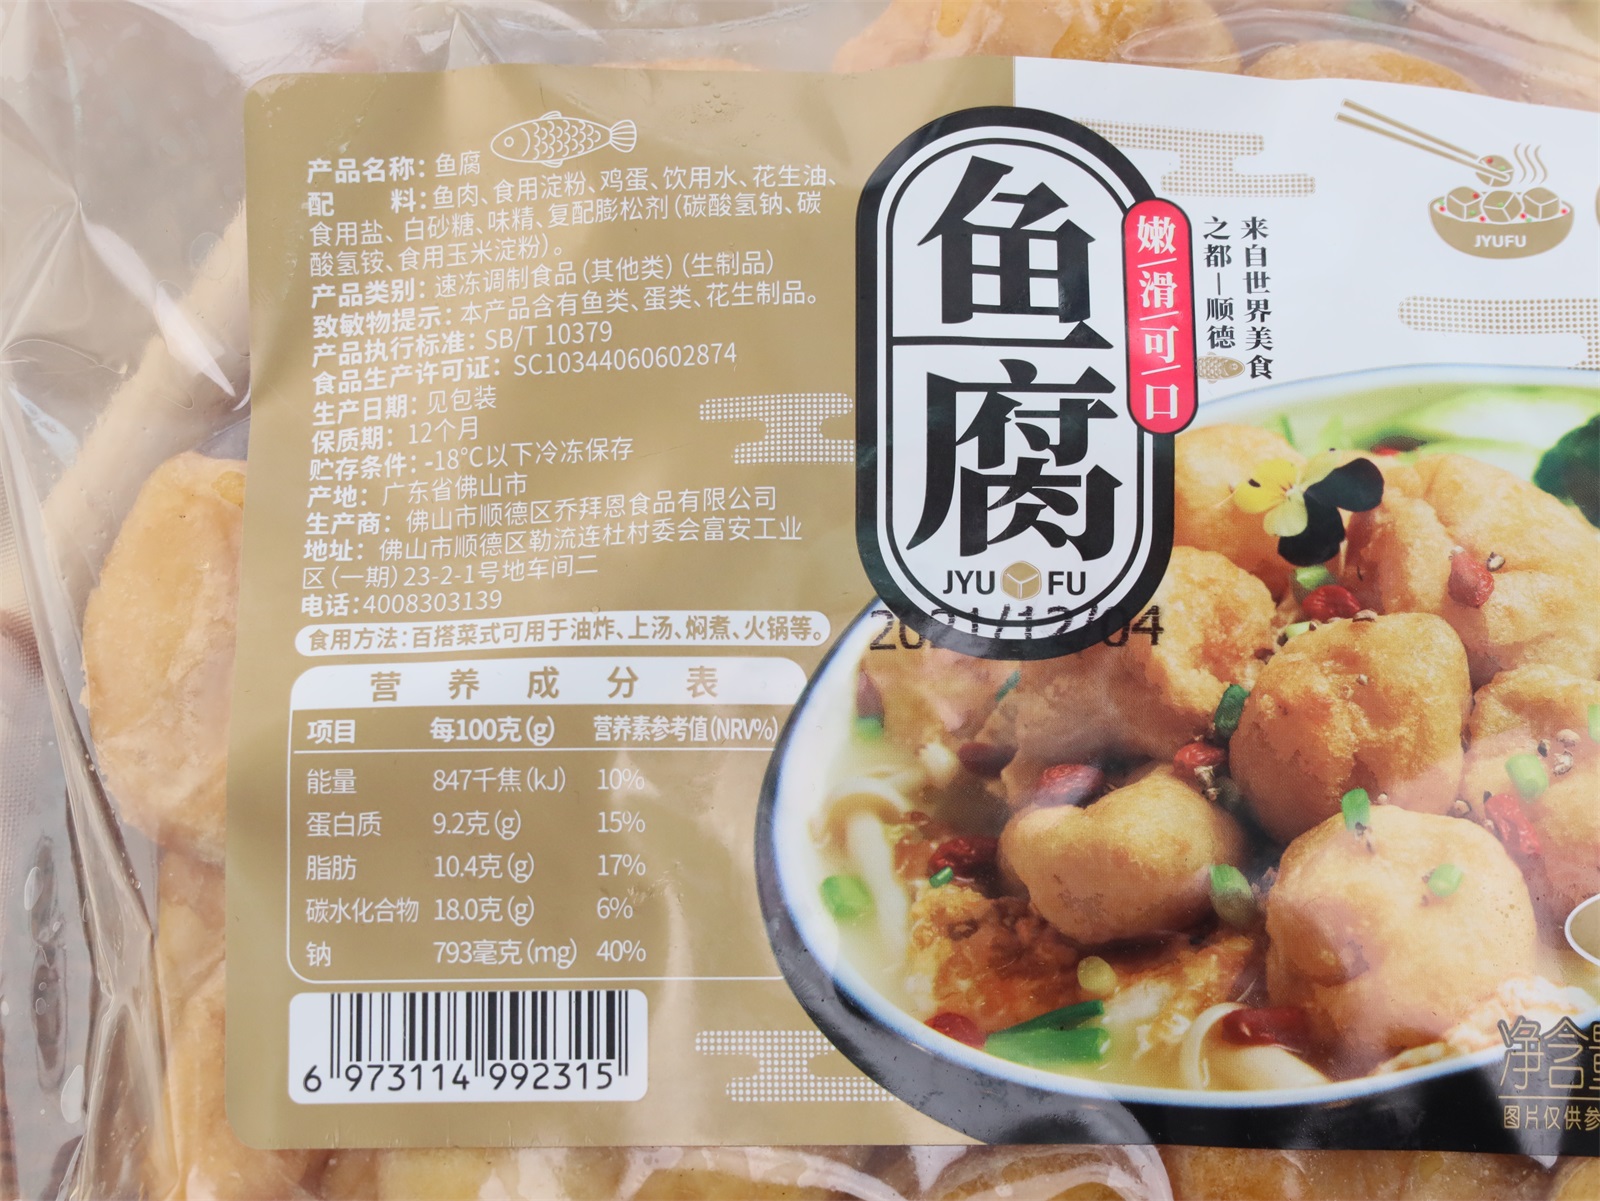 产品名称：鱼腐
配 料：鱼肉、食用淀粉、鸡蛋、饮用水、花生油、
食用盐、白砂糖、味精、复配膨松剂（碳酸氢钠、碳
酸氢铵、食用玉米淀粉）。
产品类别：速冻调制食品（其他类）（生制品）
致敏物提示：本产品含有鱼类、蛋类、花生制品。
产品执行标准：SB/T 10379
食品生产许可证：SC10344060602874
生产日期：见包装
保质期：12个月
贮存条件：-18℃以下冷冻保存
产地：广东省佛山市
生产商：佛山市顺德区乔拜恩食品有限公司
地址：佛山市顺德区勒流连杜村委会富安工业
区（一期）23-2-1号地车间二
电话：4008303139
食用方法：百搭菜式可用于油炸、上汤、焖煮、火锅等。
营养成分表
项目 每100克(g) 营养素参考值(NRV%)
能量 847千焦(kJ) 10%
蛋白质 9.2克(g) 15%
脂肪 10.4克(g) 17%
碳水化合物 18.0克(g) 6%
钠 793毫克(mg) 40%
6 973114 992315
鱼腐
JYU FU
嫩滑可口
来自世界美食
之都—顺德
JYUFU
2021/12/04
净含量
图片仅供参